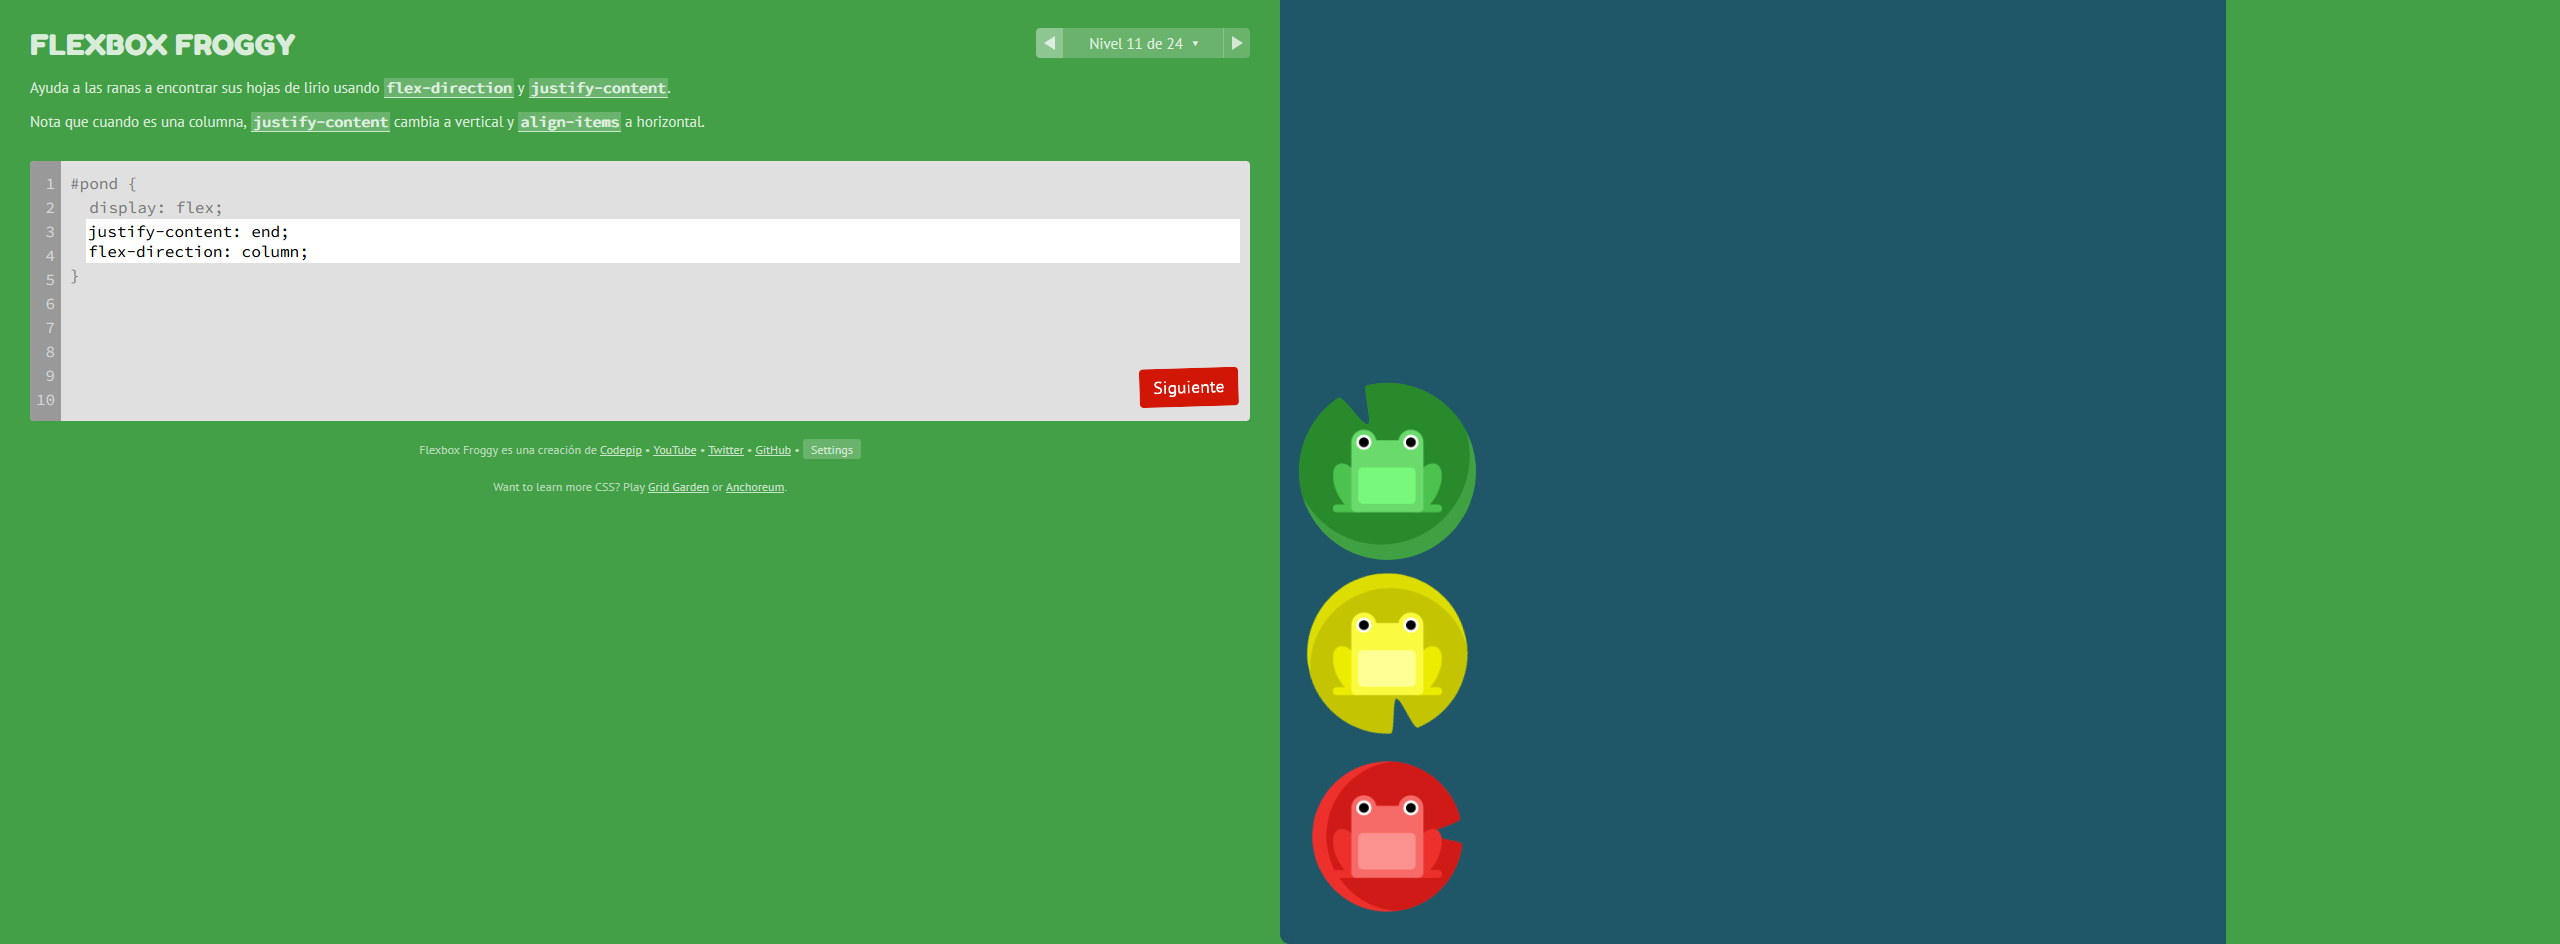 FLEXBOX FROGGY
◀ Nivel 11 de 24 ▾ ▶
Ayuda a las ranas a encontrar sus hojas de lirio usando flex-direction y justify-content.
Nota que cuando es una columna, justify-content cambia a vertical y align-items a horizontal.
1 #pond {
2 display: flex;
3 justify-content: end;
4 flex-direction: column;
5 }
6
7
8
9
10
Siguiente
Flexbox Froggy es una creación de Codepip • YouTube • Twitter • GitHub • Settings
Want to learn more CSS? Play Grid Garden or Anchoreum.